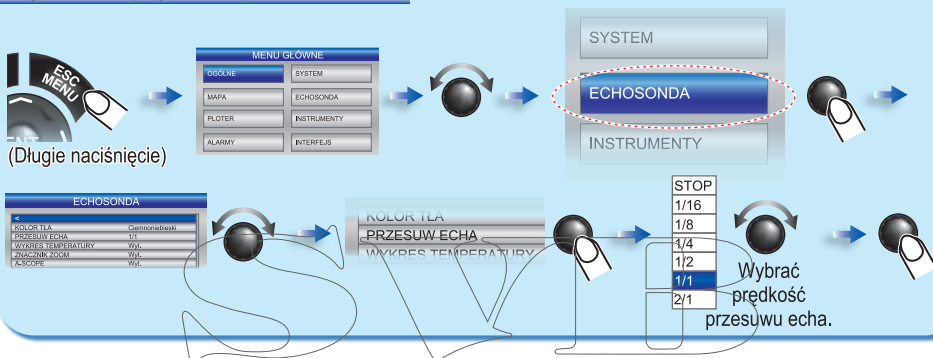 ESC
MENU
ENT
(Długie naciśnięcie)
MENU GŁÓWNE
OGÓLNE SYSTEM
MAPA ECHOSONDA
PLOTER INSTRUMENTY
ALARMY INTERFEJS
SYSTEM
ECHOSONDA
INSTRUMENTY
ECHOSONDA
<
KOLOR TŁA Ciemnoniebieski
PRZESUW ECHA 1/1
WYKRES TEMPERATURY Wył.
ZNACZNIK ZOOM Wył.
A-SCOPE Wył.
KOLOR TŁA
PRZESUW ECHA
WYKRES TEMPERATURY
STOP
1/16
1/8
1/4
1/2
1/1
2/1
Wybrać
prędkość
przesuwu echa.